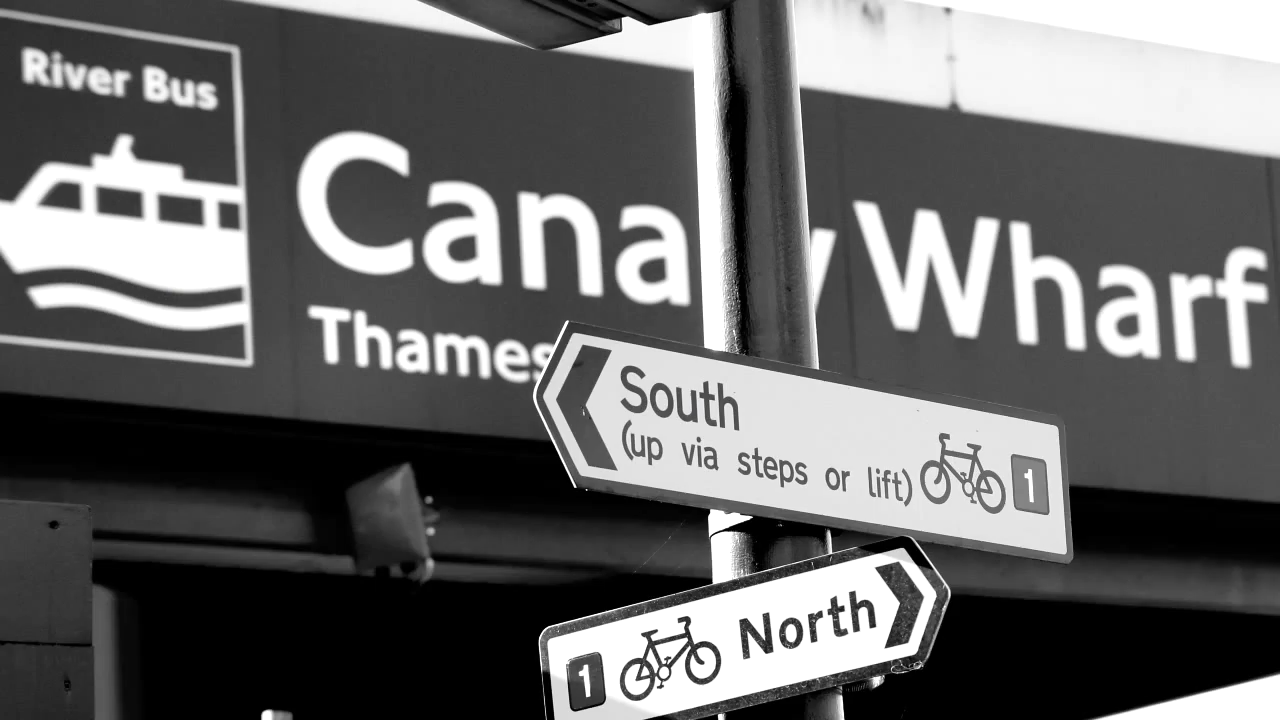 River Bus
Cana y Wharf
Thames
South
(up via steps or lift) 1
1 North